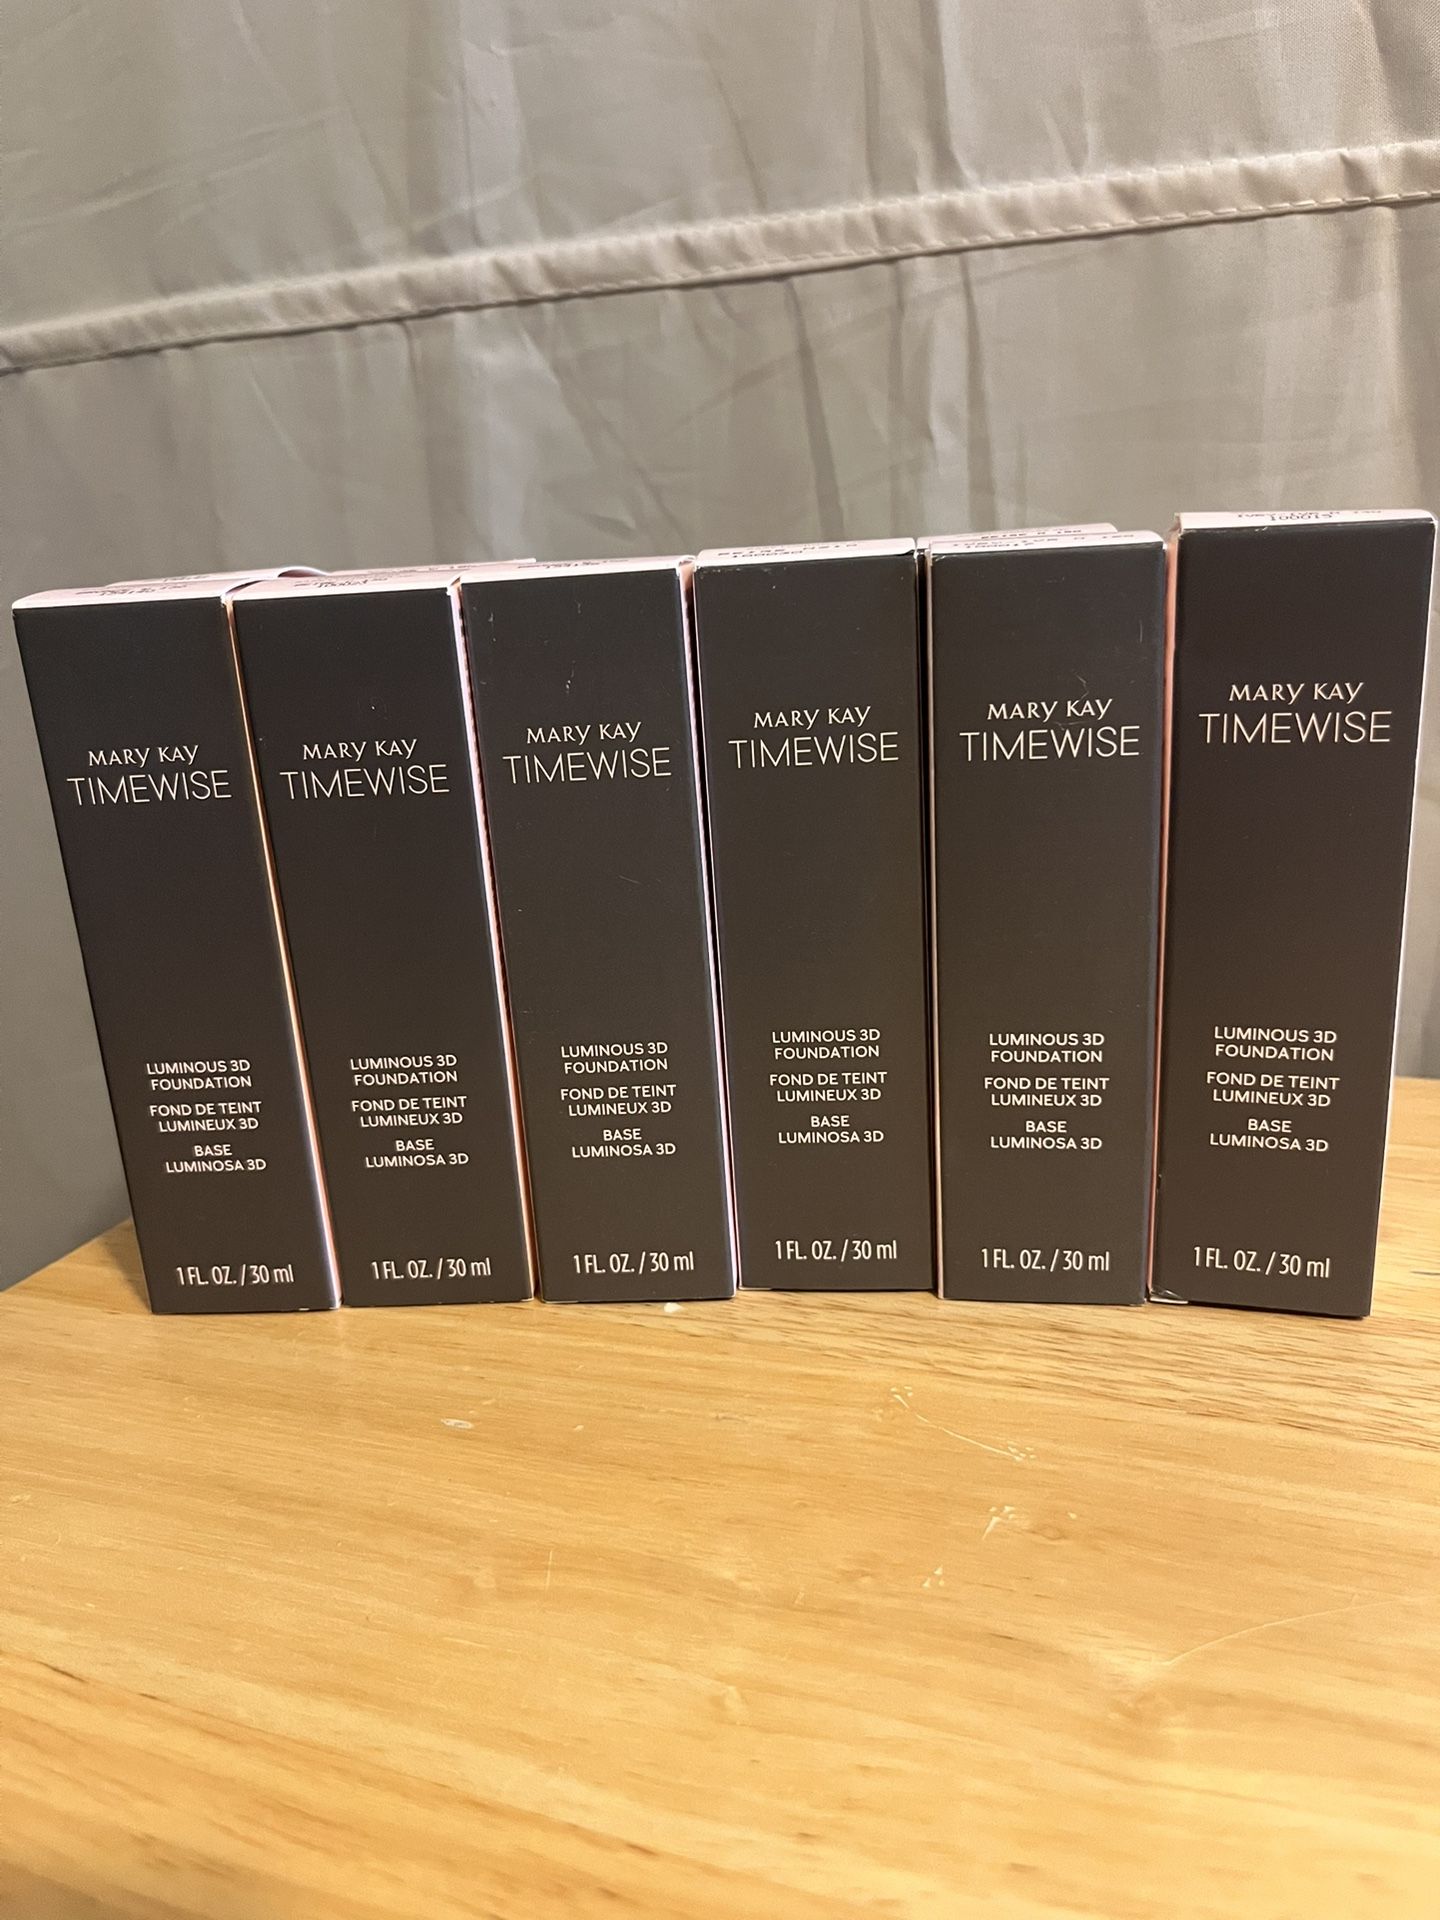 MARY KAY
TIMEWISE
LUMINOUS 3D
FOUNDATION
FOND DE TEINT
LUMINEUX 3D
BASE
LUMINOSA 3D
1 FL. OZ. / 30 ml
MARY KAY
TIMEWISE
LUMINOUS 3D
FOUNDATION
FOND DE TEINT
LUMINEUX 3D
BASE
LUMINOSA 3D
1 FL. OZ. / 30 ml
MARY KAY
TIMEWISE
LUMINOUS 3D
FOUNDATION
FOND DE TEINT
LUMINEUX 3D
BASE
LUMINOSA 3D
1 FL. OZ. / 30 ml
MARY KAY
TIMEWISE
LUMINOUS 3D
FOUNDATION
FOND DE TEINT
LUMINEUX 3D
BASE
LUMINOSA 3D
1 FL. OZ. / 30 ml
MARY KAY
TIMEWISE
LUMINOUS 3D
FOUNDATION
FOND DE TEINT
LUMINEUX 3D
BASE
LUMINOSA 3D
1 FL. OZ. / 30 ml
MARY KAY
TIMEWISE
LUMINOUS 3D
FOUNDATION
FOND DE TEINT
LUMINEUX 3D
BASE
LUMINOSA 3D
1 FL. OZ. / 30 ml